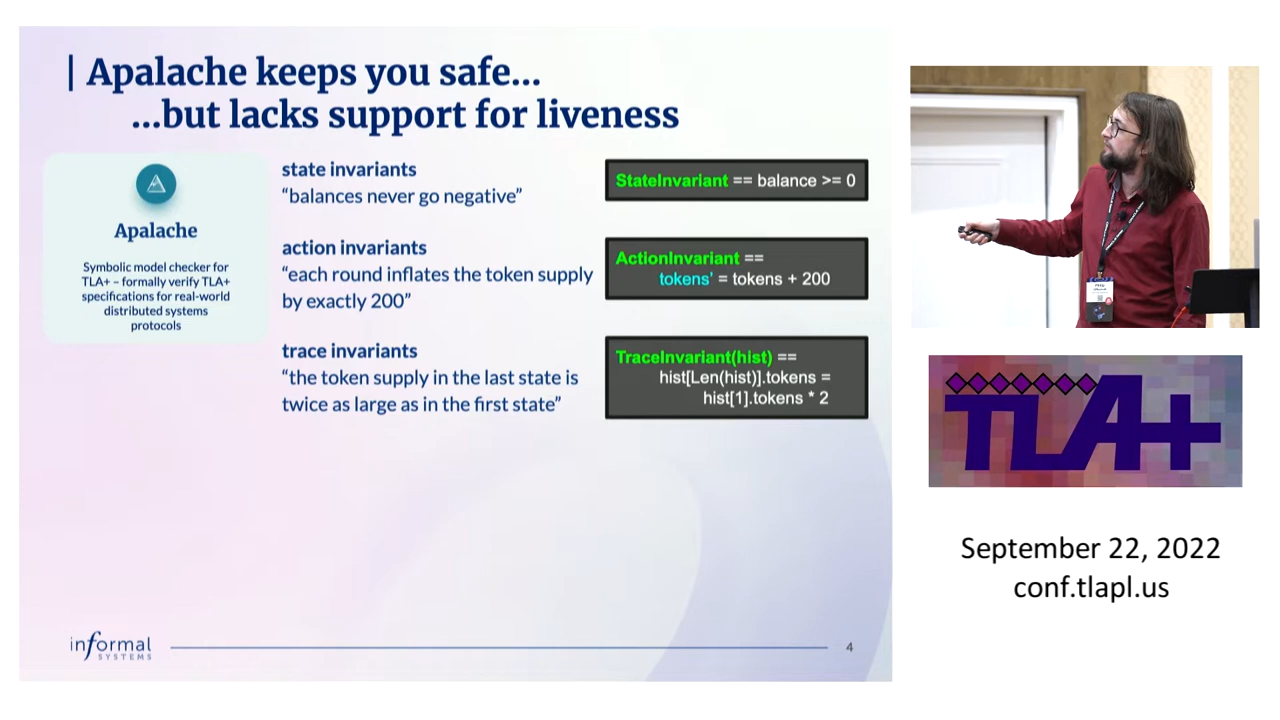 | Apalache keeps you safe...
...but lacks support for liveness
Apalache
Symbolic model checker for
TLA+ – formally verify TLA+
specifications for real-world
distributed systems
protocols
state invariants
“balances never go negative”
StateInvariant == balance >= 0
action invariants
“each round inflates the token supply
by exactly 200”
ActionInvariant ==
tokens' = tokens + 200
trace invariants
“the token supply in the last state is
twice as large as in the first state”
TraceInvariant(hist) ==
hist[Len(hist)].tokens =
hist[1].tokens * 2
informal
SYSTEMS
4
TLA+
September 22, 2022
conf.tlapl.us